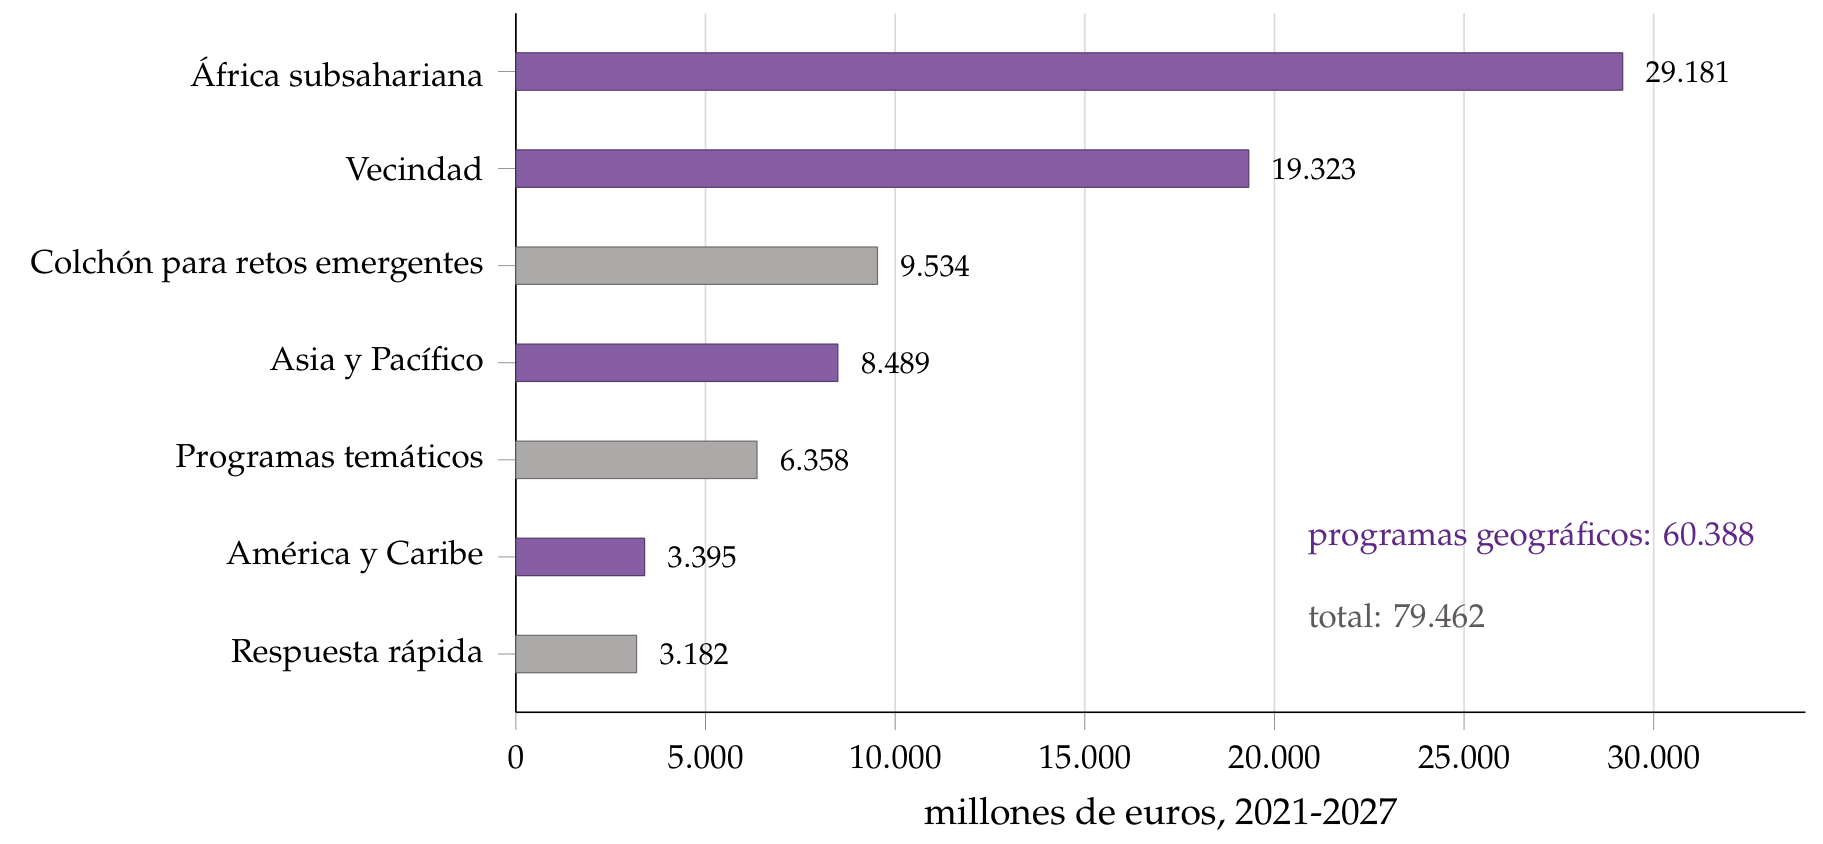 África subsahariana 29.181
Vecindad 19.323
Colchón para retos emergentes 9.534
Asia y Pacífico 8.489
Programas temáticos 6.358
programas geográficos: 60.388
América y Caribe 3.395
total: 79.462
Respuesta rápida 3.182
0 5.000 10.000 15.000 20.000 25.000 30.000
millones de euros, 2021-2027